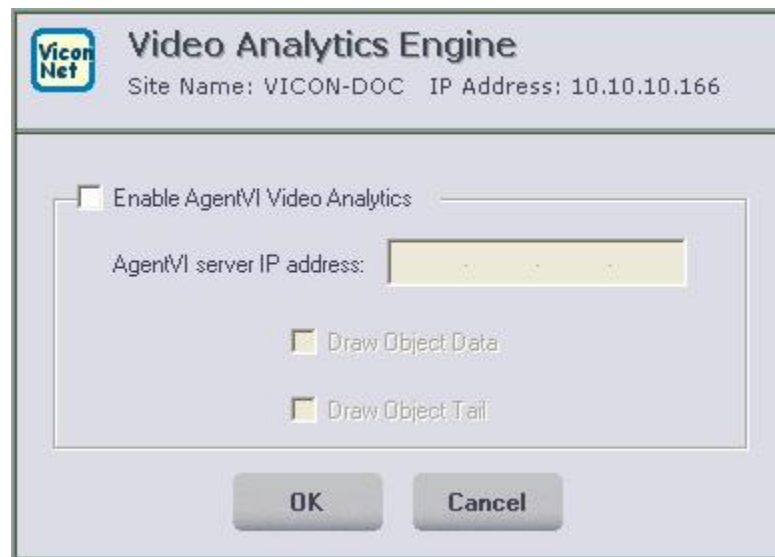 Vicon
Net
Video Analytics Engine
Site Name: VICON-DOC IP Address: 10.10.10.166
Enable AgentVI Video Analytics
AgentVI server IP address:
Draw Object Data
Draw Object Tail
OK
Cancel